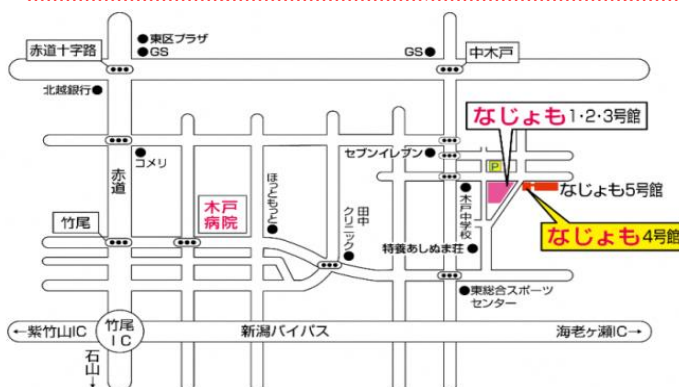 東区プラザ
GS
赤道十字路
GS
中木戸
北越銀行
なじょも1・2・3号館
コメリ
セブンイレブン
P
赤道
木戸
病院
ほっともっと
田中
クリニック
木戸中学校
なじょも5号館
竹尾
特養あしぬま荘
なじょも4号館
東総合スポーツ
センター
←紫竹山IC
竹尾
IC
新潟バイパス
海老ヶ瀬IC→
石山↓